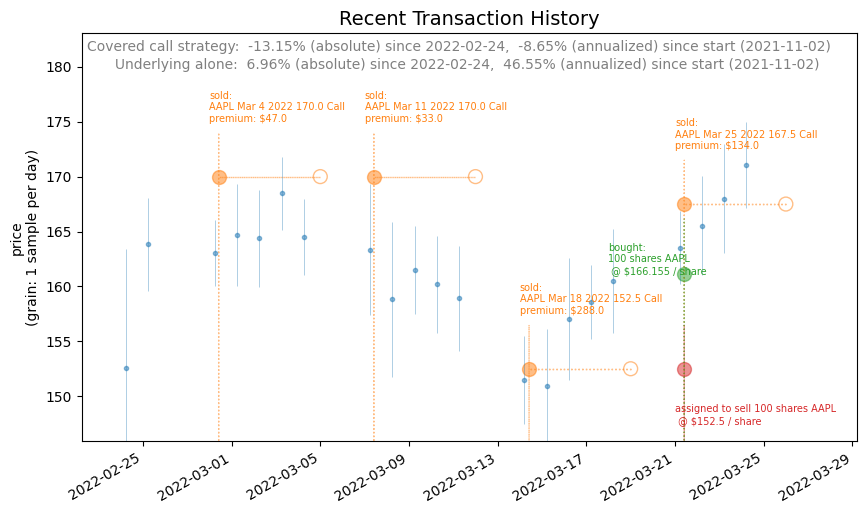 Recent Transaction History
Covered call strategy:  -13.15% (absolute) since 2022-02-24,  -8.65% (annualized) since start (2021-11-02)
Underlying alone:  6.96% (absolute) since 2022-02-24,  46.55% (annualized) since start (2021-11-02)
price
(grain: 1 sample per day)
180
175
170
165
160
155
150
sold:
AAPL Mar 4 2022 170.0 Call
premium: $47.0
sold:
AAPL Mar 11 2022 170.0 Call
premium: $33.0
sold:
AAPL Mar 25 2022 167.5 Call
premium: $134.0
bought:
100 shares AAPL
@ $166.155 / share
sold:
AAPL Mar 18 2022 152.5 Call
premium: $288.0
assigned to sell 100 shares AAPL
@ $152.5 / share
2022-02-25
2022-03-01
2022-03-05
2022-03-09
2022-03-13
2022-03-17
2022-03-21
2022-03-25
2022-03-29